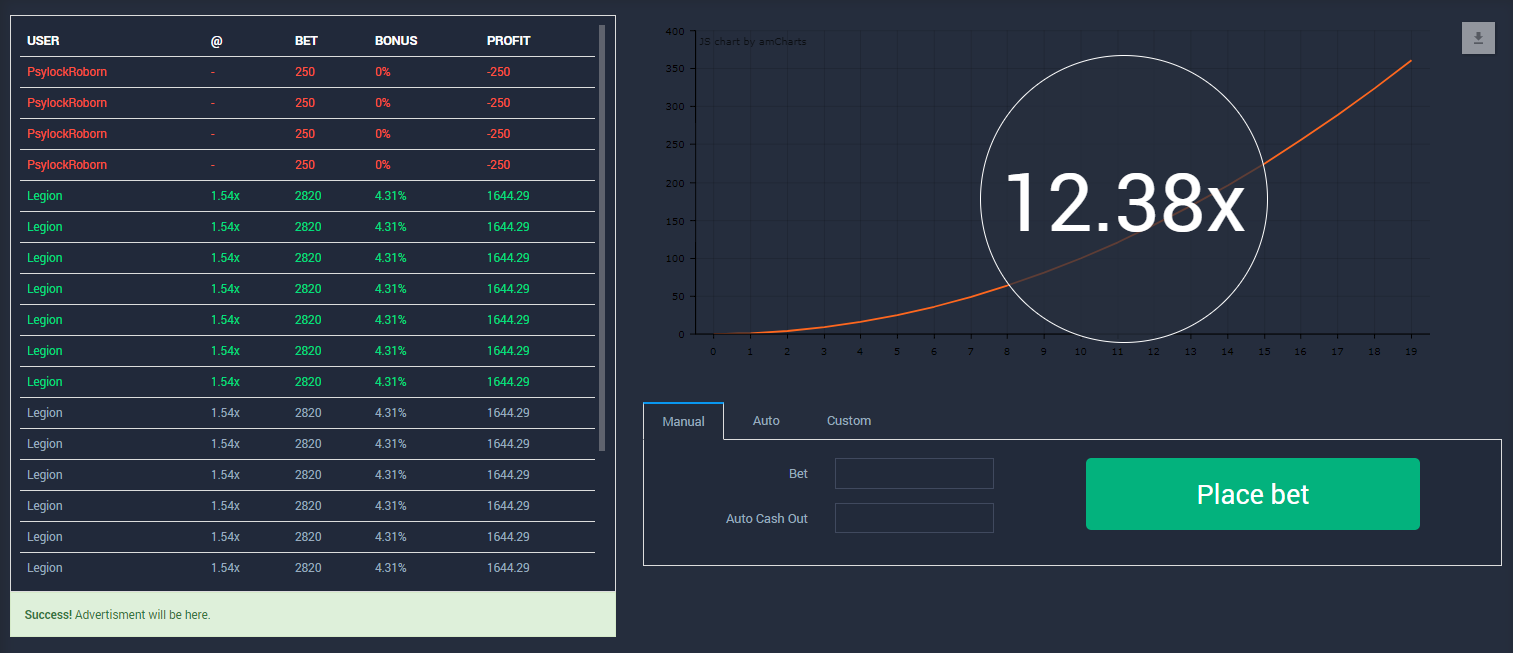 USER @ BET BONUS PROFIT
PsylockRoborn - 250 0% -250
PsylockRoborn - 250 0% -250
PsylockRoborn - 250 0% -250
PsylockRoborn - 250 0% -250
Legion 1.54x 2820 4.31% 1644.29
Legion 1.54x 2820 4.31% 1644.29
Legion 1.54x 2820 4.31% 1644.29
Legion 1.54x 2820 4.31% 1644.29
Legion 1.54x 2820 4.31% 1644.29
Legion 1.54x 2820 4.31% 1644.29
Legion 1.54x 2820 4.31% 1644.29
Legion 1.54x 2820 4.31% 1644.29
Legion 1.54x 2820 4.31% 1644.29
Legion 1.54x 2820 4.31% 1644.29
Legion 1.54x 2820 4.31% 1644.29
Legion 1.54x 2820 4.31% 1644.29
Legion 1.54x 2820 4.31% 1644.29
Success! Advertisment will be here.
400
JS chart by amCharts
350
300
250
200
150
100
50
0
12.38x
0 1 2 3 4 5 6 7 8 9 10 11 12 13 14 15 16 17 18 19
Manual Auto Custom
Bet
Auto Cash Out
Place bet